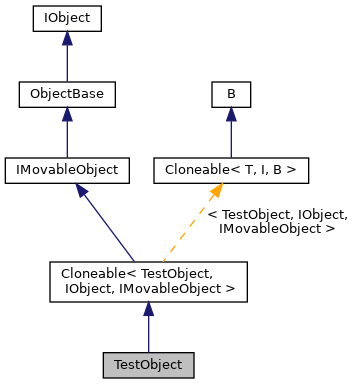 IObject
ObjectBase
B
IMovableObject
Cloneable< T, I, B >
< TestObject, IObject,
IMovableObject >
Cloneable< TestObject,
IObject, IMovableObject >
TestObject